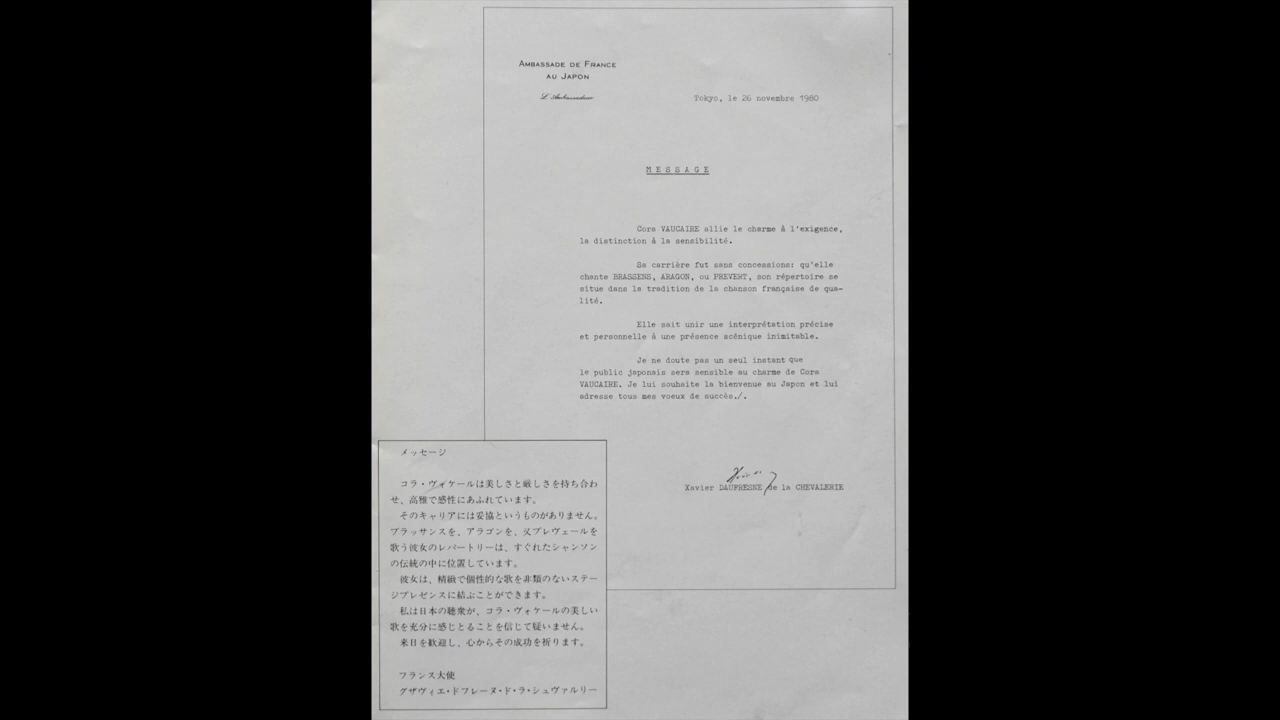 AMBASSADE DE FRANCE
AU JAPON
L'Ambassadeur
Tokyo, le 26 novembre 1980
MESSAGE
Cora VAUCAIRE allie le charme à l'exigence,
la distinction à la sensibilité.
Sa carrière fut sans concessions: qu'elle
chante BRASSENS, ARAGON, ou PREVERT, son répertoire se
situe dans la tradition de la chanson française de qua-
lité.
Elle sait unir une interprétation précise
et personnelle à une présence scénique inimitable.
Je ne doute pas un seul instant que
le public japonais sera sensible au charme de Cora
VAUCAIRE. Je lui souhaite la bienvenue au Japon et lui
adresse tous mes voeux de succès./.
Xavier DAUFRESNE de la CHEVALERIE
メッセージ
コラ・ヴォケールは美しさと厳しさを持ち合わ
せ、高雅で感性にあふれています。
そのキャリアには妥協というものがありません。
ブラッサンスを、アラゴンを、又プレヴェールを
歌う彼女のレパートリーは、すぐれたシャンソン
の伝統の中に位置しています。
彼女は、精緻で個性的な歌を非類のないステー
ジプレゼンスに結ぶことができます。
私は日本の聴衆が、コラ・ヴォケールの美しい
歌を充分に感じとることを信じて疑いません。
来日を歓迎し、心からその成功を祈ります。
フランス大使
グザヴィエ・ドフレーヌ・ド・ラ・シュヴァルリー